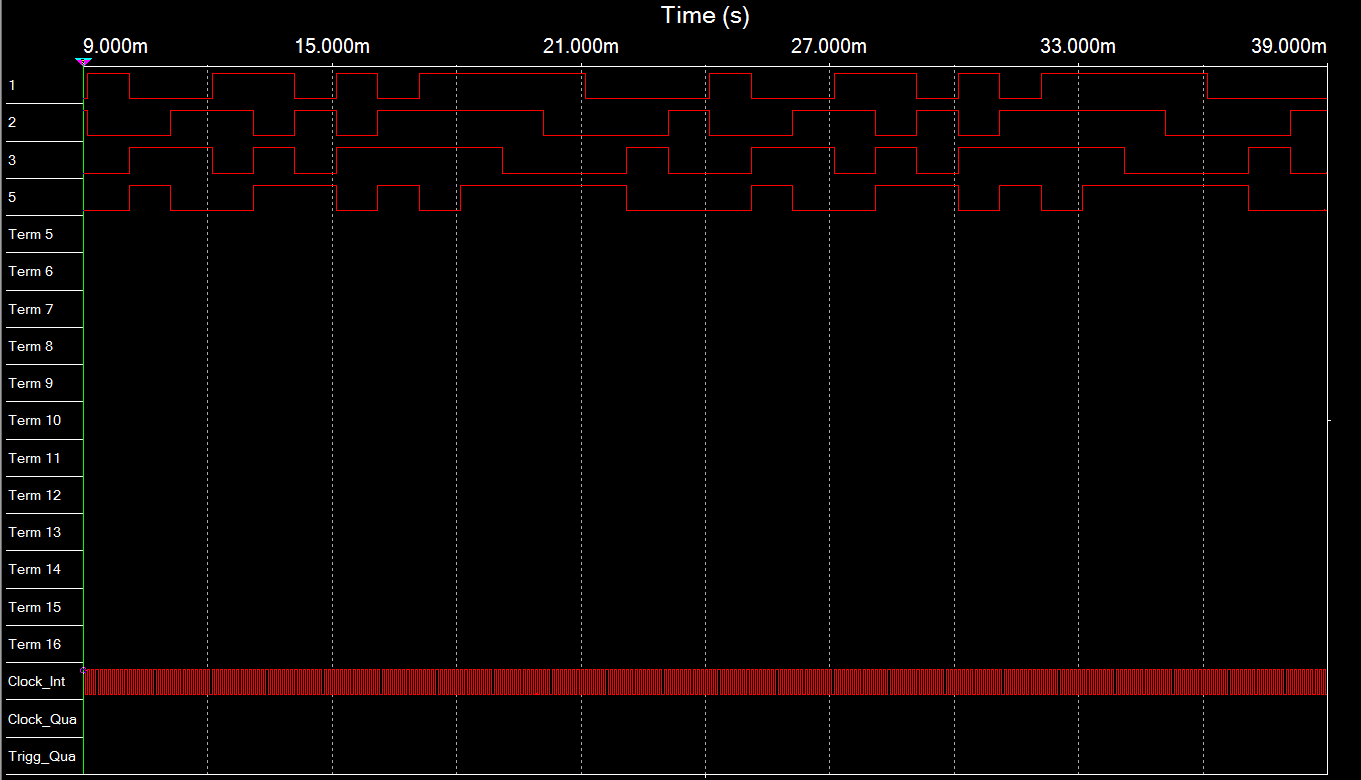 Time (s)
9.000m 15.000m 21.000m 27.000m 33.000m 39.000m
1
2
3
5
Term 5
Term 6
Term 7
Term 8
Term 9
Term 10
Term 11
Term 12
Term 13
Term 14
Term 15
Term 16
Clock_Int
Clock_Qua
Trigg_Qua